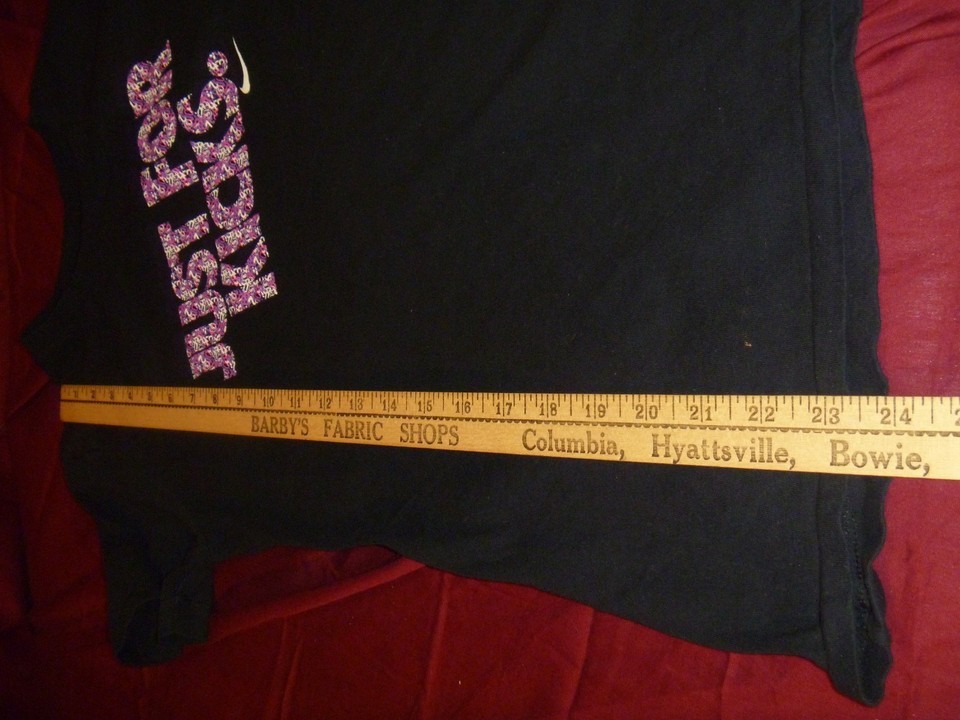 JUST FOR
KICKS.
1 2 3 4 5 6 7 8 9 10 11 12 13 14 15 16 17 18 19 20 21 22 23 24
BARBY'S FABRIC SHOPS Columbia, Hyattsville, Bowie,